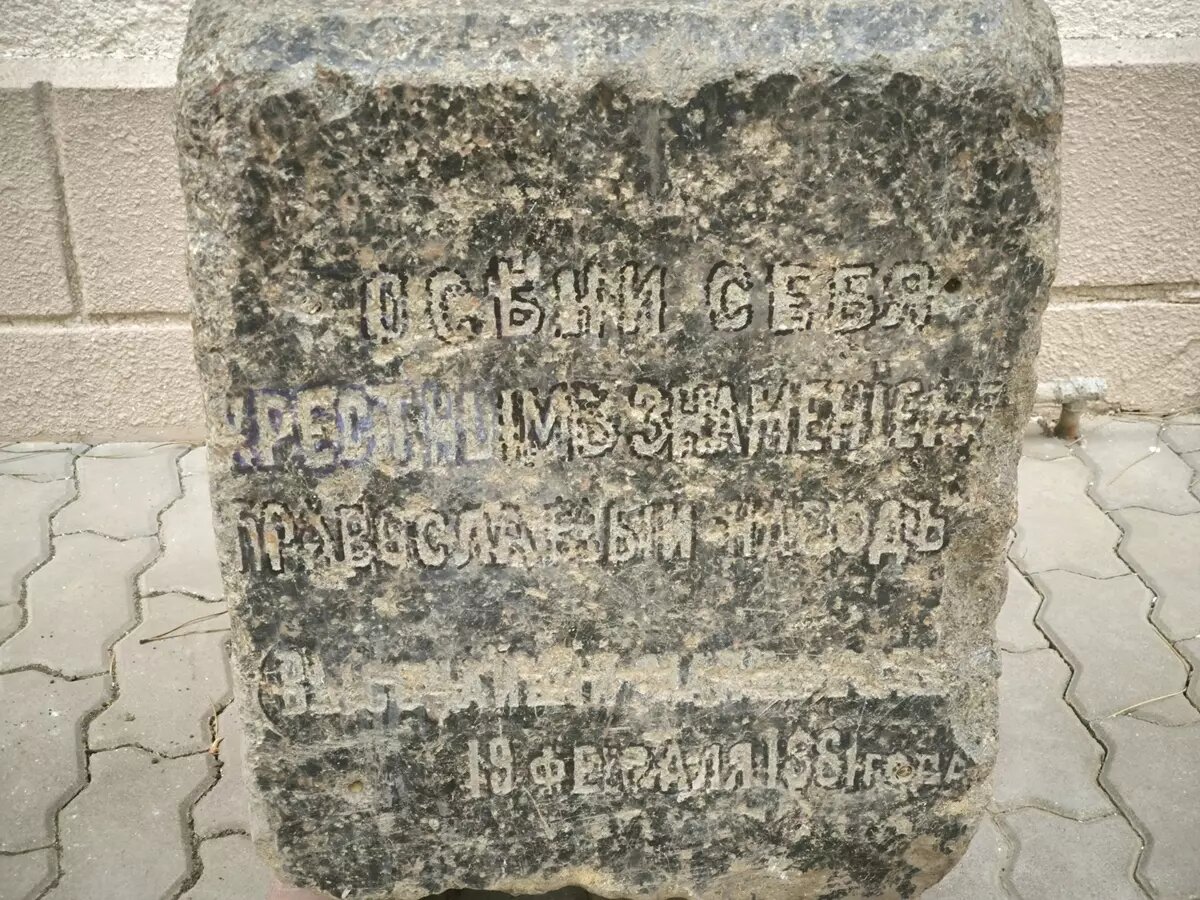 ОСѢНИ СЕБЯ
КРЕСТНЫМЪ ЗНАМЕНІЕМЪ
ПРАВОСЛАВНЫЙ НАРОДЪ
19 ФЕВРАЛЯ 1861 ГОДА